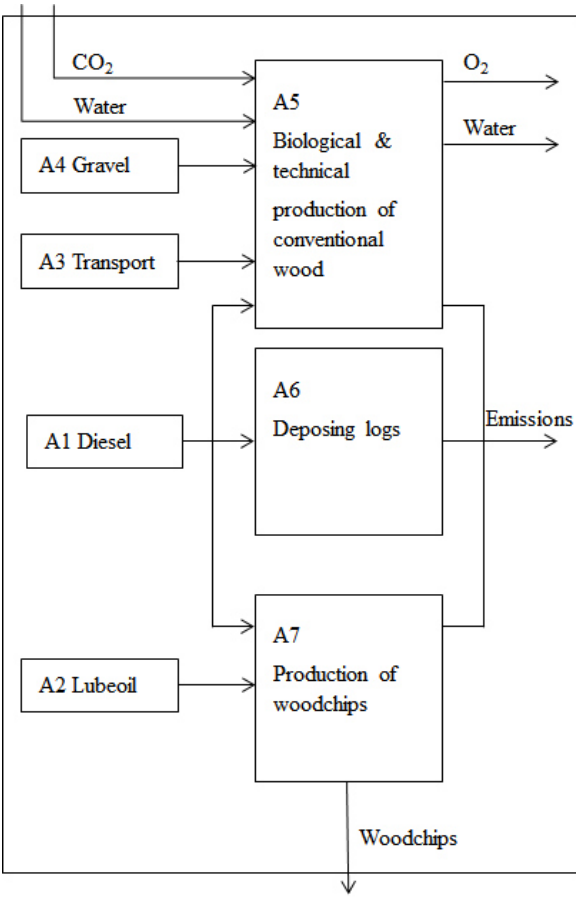 CO₂
O₂
Water
A5
Water
Biological & technical
production of conventional wood
A4 Gravel
A3 Transport
A6
Deposing logs
Emissions
A1 Diesel
A7
Production of woodchips
A2 Lubeoil
Woodchips